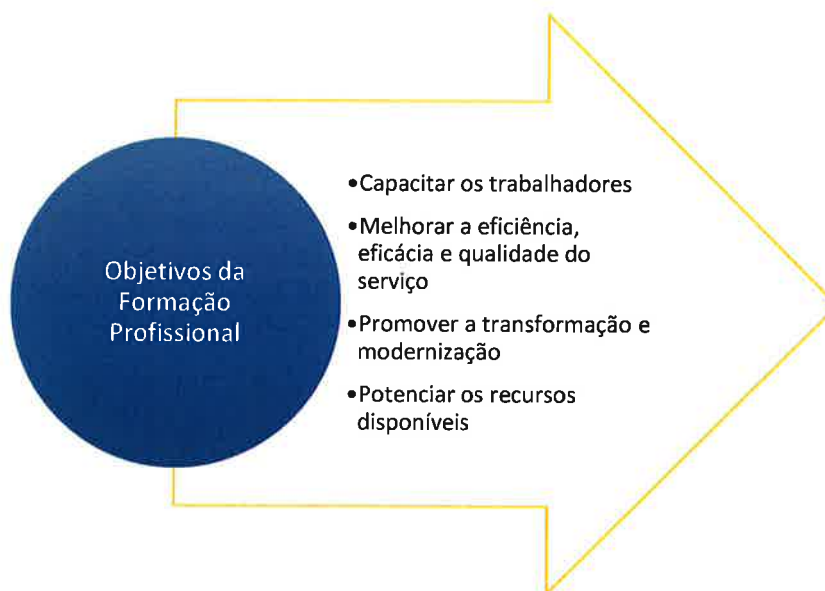 Objetivos da
Formação
Profissional
•Capacitar os trabalhadores
•Melhorar a eficiência,
eficácia e qualidade do
serviço
•Promover a transformação e
modernização
•Potenciar os recursos
disponíveis